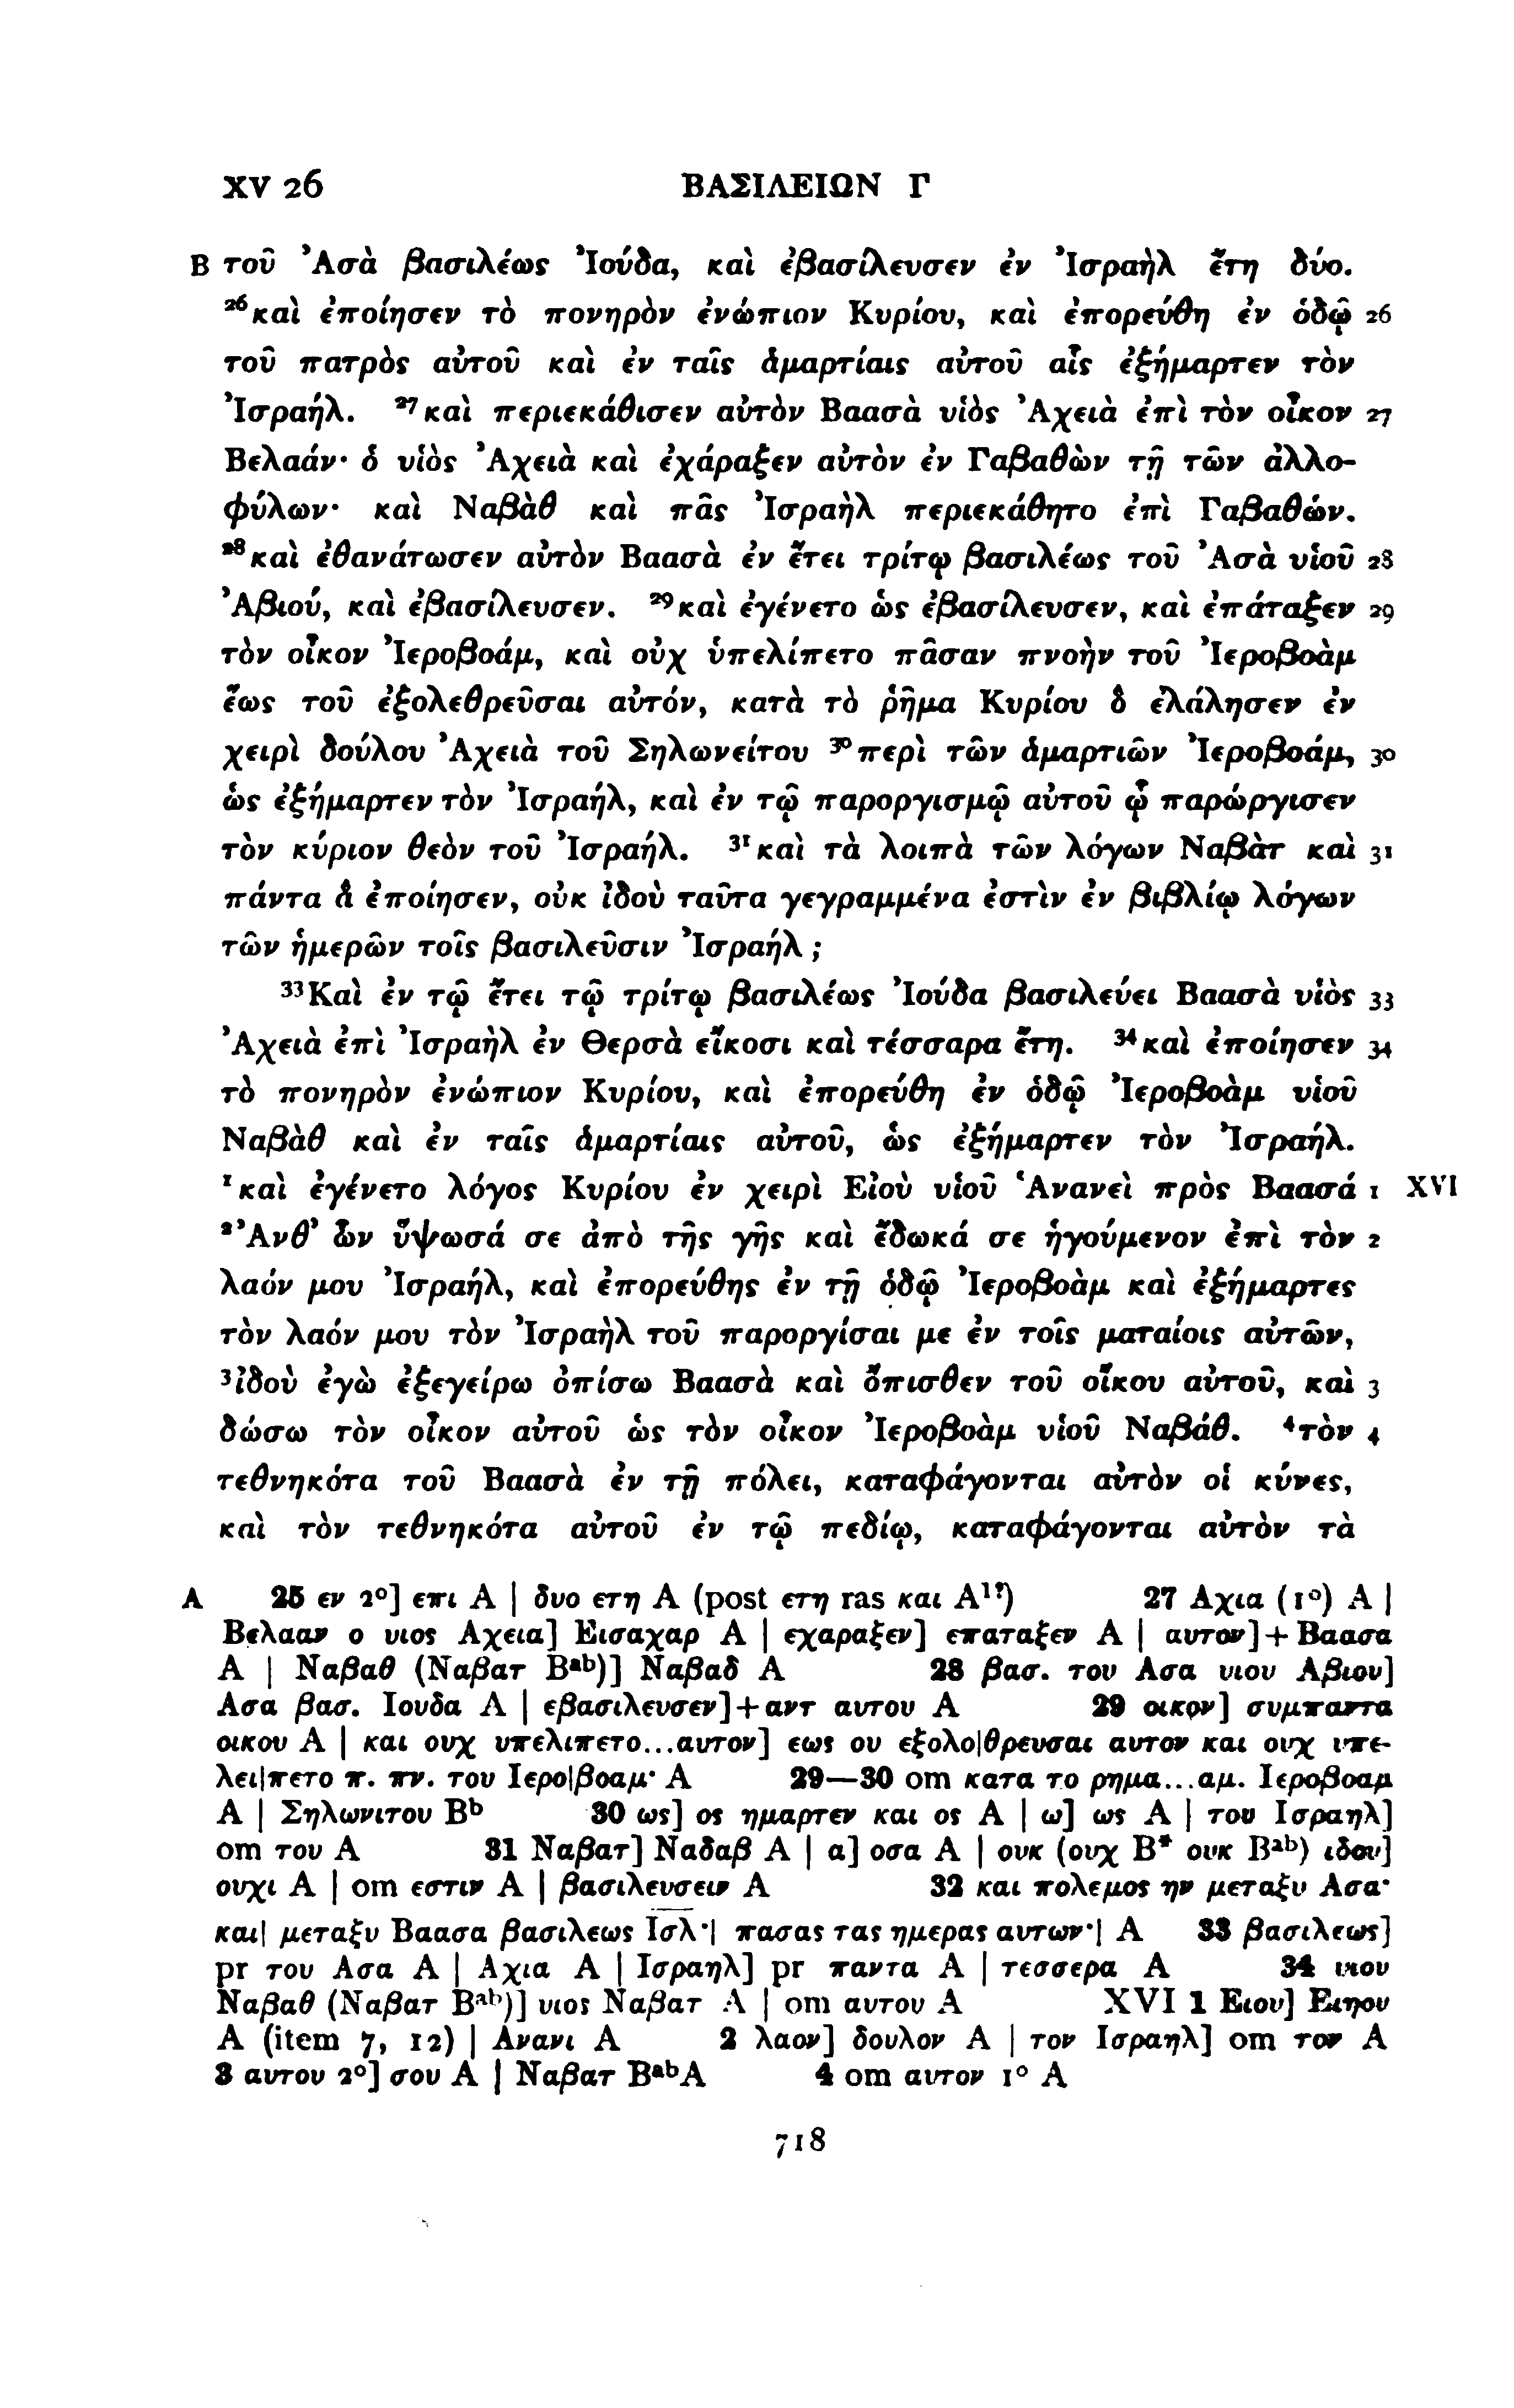 XV 26 ΒΑΣΙΛΕΙΩΝ Γ
B τοῦ Ἀσὰ βασιλέως Ἰούδα, καὶ ἐβασίλευσεν ἐν Ἰσραὴλ ἔτη δύο.
²⁶καὶ ἐποίησεν τὸ πονηρὸν ἐνώπιον Κυρίου, καὶ ἐπορεύθη ἐν ὁδῷ 26
τοῦ πατρὸς αὐτοῦ καὶ ἐν ταῖς ἁμαρτίαις αὐτοῦ αἷς ἐξήμαρτεν τὸν
Ἰσραήλ. ²⁷καὶ περιεκάθισεν αὐτὸν Βαασὰ υἱὸς Ἀχειὰ ἐπὶ τὸν οἶκον 27
Βελαάν· ὁ υἱὸς Ἀχειὰ καὶ ἐχάραξεν αὐτὸν ἐν Γαβαθὼν τῇ τῶν ἀλλο-
φύλων· καὶ Ναβὰθ καὶ πᾶς Ἰσραὴλ περιεκάθητο ἐπὶ Γαβαθών.
²⁸καὶ ἐθανάτωσεν αὐτὸν Βαασὰ ἐν ἔτει τρίτῳ βασιλέως τοῦ Ἀσὰ υἱοῦ 28
Ἀβιού, καὶ ἐβασίλευσεν. ²⁹καὶ ἐγένετο ὡς ἐβασίλευσεν, καὶ ἐπάταξεν 29
τὸν οἶκον Ἰεροβοάμ, καὶ οὐχ ὑπελίπετο πᾶσαν πνοὴν τοῦ Ἰεροβοὰμ
ἕως τοῦ ἐξολεθρεῦσαι αὐτόν, κατὰ τὸ ῥῆμα Κυρίου ὃ ἐλάλησεν ἐν
χειρὶ δούλου Ἀχειὰ τοῦ Σηλωνείτου ³⁰περὶ τῶν ἁμαρτιῶν Ἰεροβοάμ, 30
ὡς ἐξήμαρτεν τὸν Ἰσραήλ, καὶ ἐν τῷ παροργισμῷ αὐτοῦ ᾧ παρώργισεν
τὸν κύριον θεὸν τοῦ Ἰσραήλ. ³¹καὶ τὰ λοιπὰ τῶν λόγων Ναβὰτ καὶ 31
πάντα ἃ ἐποίησεν, οὐκ ἰδοὺ ταῦτα γεγραμμένα ἐστὶν ἐν βιβλίῳ λόγων
τῶν ἡμερῶν τοῖς βασιλεῦσιν Ἰσραήλ;
³³Καὶ ἐν τῷ ἔτει τῷ τρίτῳ βασιλέως Ἰούδα βασιλεύει Βαασὰ υἱὸς 33
Ἀχειὰ ἐπὶ Ἰσραὴλ ἐν Θερσὰ εἴκοσι καὶ τέσσαρα ἔτη. ³⁴καὶ ἐποίησεν 34
τὸ πονηρὸν ἐνώπιον Κυρίου, καὶ ἐπορεύθη ἐν ὁδῷ Ἰεροβοὰμ υἱοῦ
Ναβὰθ καὶ ἐν ταῖς ἁμαρτίαις αὐτοῦ, ὡς ἐξήμαρτεν τὸν Ἰσραήλ.
¹καὶ ἐγένετο λόγος Κυρίου ἐν χειρὶ Εἰοὺ υἱοῦ Ἁνανεὶ πρὸς Βαασά 1 XVI
²Ἀνθ’ ὧν ὕψωσά σε ἀπὸ τῆς γῆς καὶ ἔδωκά σε ἡγούμενον ἐπὶ τὸν 2
λαόν μου Ἰσραήλ, καὶ ἐπορεύθης ἐν τῇ ὁδῷ Ἰεροβοὰμ καὶ ἐξήμαρτες
τὸν λαόν μου τὸν Ἰσραὴλ τοῦ παροργίσαι με ἐν τοῖς ματαίοις αὐτῶν,
³ἰδοὺ ἐγὼ ἐξεγείρω ὀπίσω Βαασὰ καὶ ὄπισθεν τοῦ οἴκου αὐτοῦ, καὶ 3
δώσω τὸν οἶκον αὐτοῦ ὡς τὸν οἶκον Ἰεροβοὰμ υἱοῦ Ναβάθ. ⁴τὸν 4
τεθνηκότα τοῦ Βαασὰ ἐν τῇ πόλει, καταφάγονται αὐτὸν οἱ κύνες,
καὶ τὸν τεθνηκότα αὐτοῦ ἐν τῷ πεδίῳ, καταφάγονται αὐτὸν τὰ
A 25 εν 2°] επι A | δυο ετη A (post ετη ras και A¹ˀ) 27 Αχια (1°) A |
Βελααν ο υιος Αχεια] Εισαχαρ A | εχαραξεν] επαταξεν A | αυτον]+Βαασα
A | Ναβαθ (Ναβατ Bᵃᵇ)] Ναβαδ A 28 βασ. του Ασα υιου Αβιου]
Ασα βασ. Ιουδα A | εβασιλευσεν]+αντ αυτου A 29 οικον] συμπαντα
οικου A | και ουχ υπελιπετο...αυτον] εως ου εξολο|θρευσαι αυτον και ουχ υπε-
λει|πετο π. πν. του Ιερο|βοαμ· A 29—30 om κατα το ρημα...αμ. Ιεροβοαμ
A | Σηλωνιτου Bᵇ 30 ως] ος ημαρτεν και ος A | ω] ως A | του Ισραηλ]
om του A 31 Ναβατ] Ναδαβ A | α] οσα A | ουκ (ουχ B* ουκ Bᵃᵇ) ιδου]
ουχι A | om εστιν A | βασιλευσειν A 32 και πολεμος ην μεταξυ Ασα·
και| μεταξυ Βαασα βασιλεως Ι̅σ̅λ̅·| πασας τας ημερας αυτων·| A 33 βασιλεως]
pr του Ασα A | Αχια A | Ισραηλ] pr παντα A | τεσσερα A 34 υιου
Ναβαθ (Ναβατ Bᵃᵇ)] υιος Ναβατ A | om αυτου A XVI 1 Ειου] Ειηου
A (item 7, 12) | Ανανι A 2 λαον] δουλον A | τον Ισραηλ] om τον A
3 αυτου 2°] σου A | Ναβατ BᵃᵇA 4 om αυτον 1° A
718